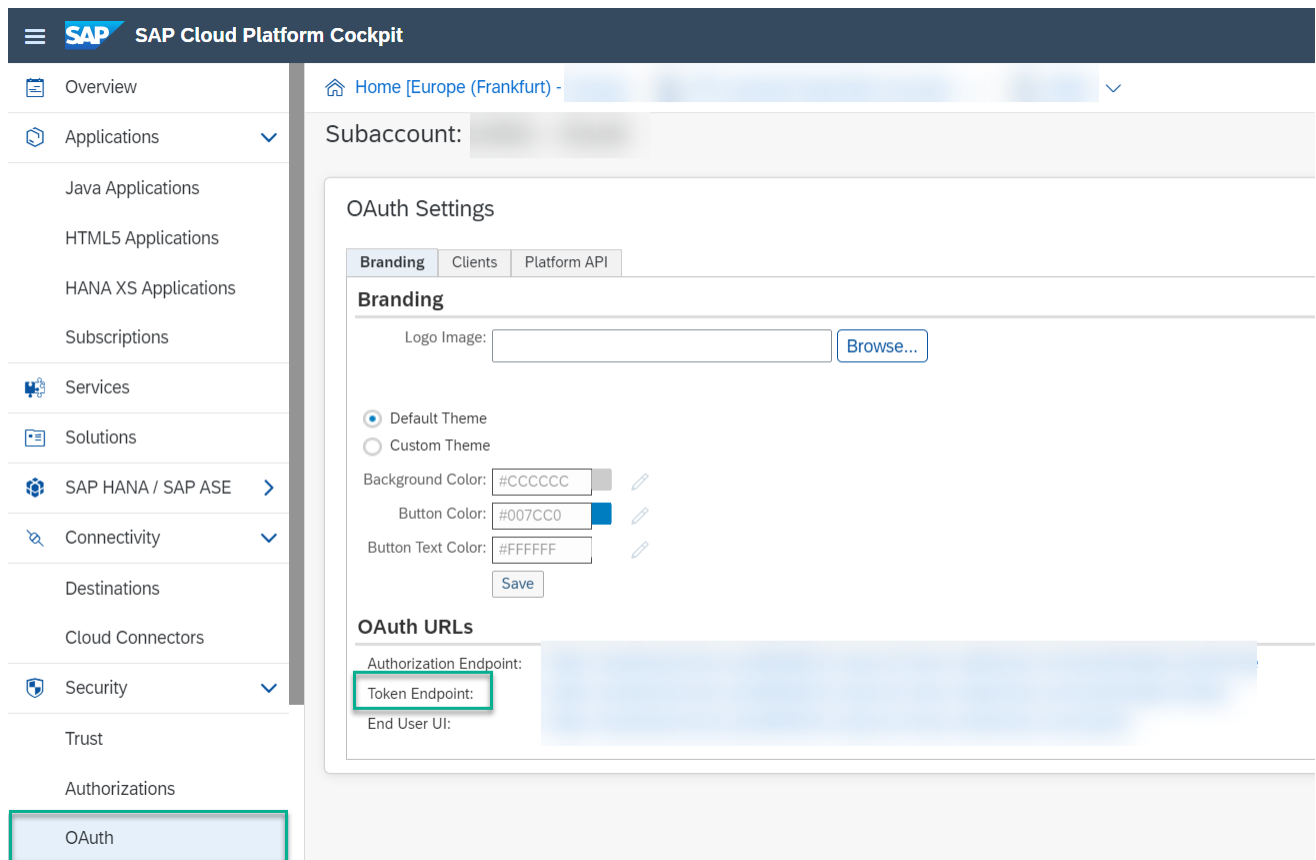 SAP SAP Cloud Platform Cockpit
Overview
Applications
Java Applications
HTML5 Applications
HANA XS Applications
Subscriptions
Services
Solutions
SAP HANA / SAP ASE
Connectivity
Destinations
Cloud Connectors
Security
Trust
Authorizations
OAuth
Home [Europe (Frankfurt) -
Subaccount:
OAuth Settings
Branding Clients Platform API
Branding
Logo Image: Browse...
Default Theme
Custom Theme
Background Color: #CCCCCC
Button Color: #007CC0
Button Text Color: #FFFFFF
Save
OAuth URLs
Authorization Endpoint:
Token Endpoint:
End User UI: